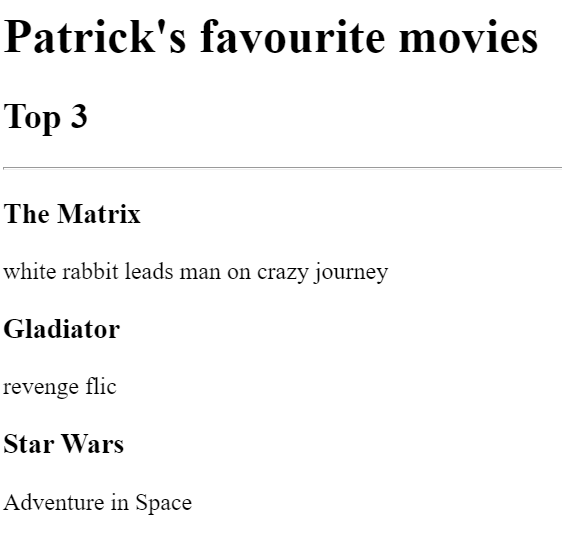 Patrick's favourite movies
Top 3
The Matrix
white rabbit leads man on crazy journey
Gladiator
revenge flic
Star Wars
Adventure in Space